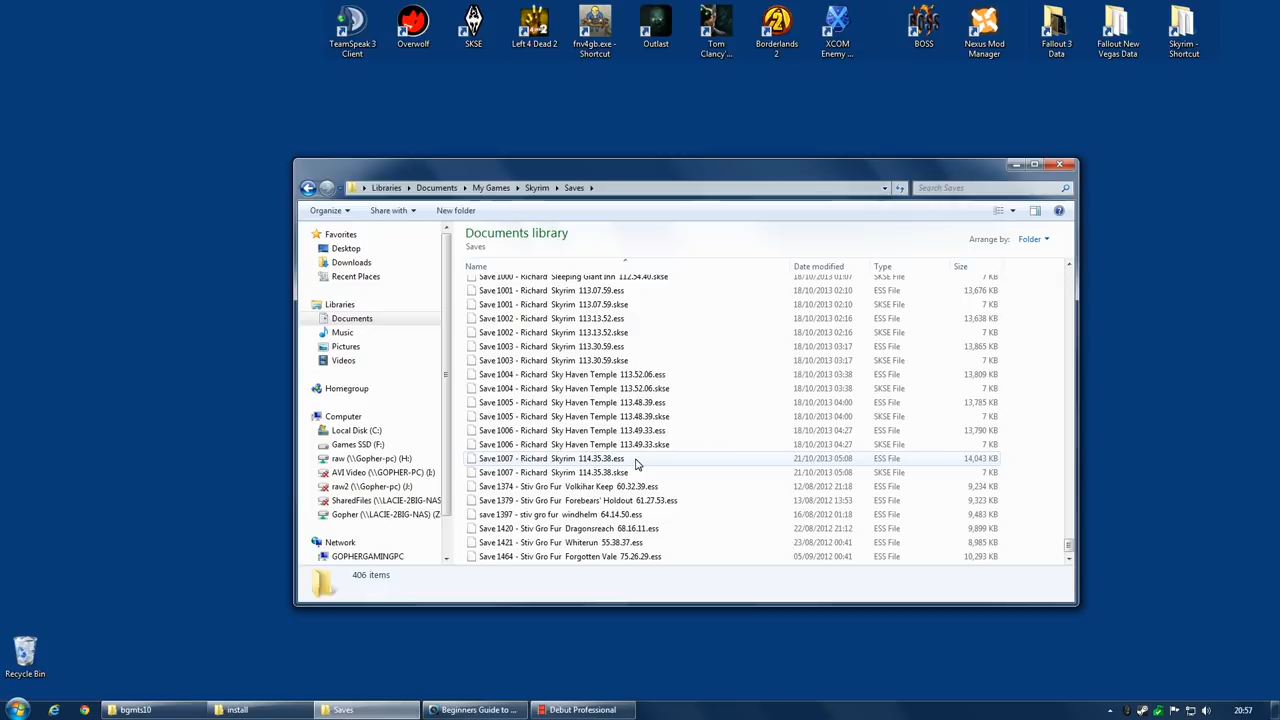 TeamSpeak 3
Client
Overwolf
SKSE
Left 4 Dead 2
fnv4gb.exe -
Shortcut
Outlast
Tom
Clancy'...
Borderlands
2
XCOM
Enemy ...
BOSS
Nexus Mod
Manager
Fallout 3
Data
Fallout New
Vegas Data
Skyrim -
Shortcut
Libraries Documents My Games Skyrim Saves
Search Saves
Organize Share with New folder
Documents library
Saves
Arrange by: Folder
Name Date modified Type Size
Favorites
Desktop
Downloads
Recent Places
Libraries
Documents
Music
Pictures
Videos
Homegroup
Computer
Local Disk (C:)
Games SSD (F:)
raw (\\Gopher-pc) (H:)
AVI Video (\\GOPHER-PC) (I:)
raw2 (\\Gopher-pc) (J:)
SharedFiles (\\LACIE-2BIG-NAS)
Gopher (\\LACIE-2BIG-NAS) (Z
Network
GOPHERGAMINGPC
Save 1000 - Richard Sleeping Giant Inn 112.54.40.skse 18/10/2013 01:07 SKSE File 7 KB
Save 1001 - Richard Skyrim 113.07.59.ess 18/10/2013 02:10 ESS File 13,676 KB
Save 1001 - Richard Skyrim 113.07.59.skse 18/10/2013 02:10 SKSE File 7 KB
Save 1002 - Richard Skyrim 113.13.52.ess 18/10/2013 02:16 ESS File 13,638 KB
Save 1002 - Richard Skyrim 113.13.52.skse 18/10/2013 02:16 SKSE File 7 KB
Save 1003 - Richard Skyrim 113.30.59.ess 18/10/2013 03:17 ESS File 13,865 KB
Save 1003 - Richard Skyrim 113.30.59.skse 18/10/2013 03:17 SKSE File 7 KB
Save 1004 - Richard Sky Haven Temple 113.52.06.ess 18/10/2013 03:38 ESS File 13,809 KB
Save 1004 - Richard Sky Haven Temple 113.52.06.skse 18/10/2013 03:38 SKSE File 7 KB
Save 1005 - Richard Sky Haven Temple 113.48.39.ess 18/10/2013 04:00 ESS File 13,785 KB
Save 1005 - Richard Sky Haven Temple 113.48.39.skse 18/10/2013 04:00 SKSE File 7 KB
Save 1006 - Richard Sky Haven Temple 113.49.33.ess 18/10/2013 04:27 ESS File 13,790 KB
Save 1006 - Richard Sky Haven Temple 113.49.33.skse 18/10/2013 04:27 SKSE File 7 KB
Save 1007 - Richard Skyrim 114.35.38.ess 21/10/2013 05:08 ESS File 14,043 KB
Save 1007 - Richard Skyrim 114.35.38.skse 21/10/2013 05:08 SKSE File 7 KB
Save 1374 - Stiv Gro Fur Volkihar Keep 60.32.39.ess 12/08/2012 21:18 ESS File 9,234 KB
Save 1379 - Stiv Gro Fur Forebears' Holdout 61.27.53.ess 16/08/2012 13:53 ESS File 9,323 KB
save 1397 - stiv gro fur windhelm 64.14.50.ess 16/08/2012 01:18 ESS File 9,483 KB
Save 1420 - Stiv Gro Fur Dragonsreach 68.16.11.ess 22/08/2012 21:12 ESS File 9,899 KB
Save 1421 - Stiv Gro Fur Whiterun 55.38.37.ess 23/08/2012 00:41 ESS File 8,985 KB
Save 1464 - Stiv Gro Fur Forgotten Vale 75.26.29.ess 05/09/2012 00:41 ESS File 10,293 KB
406 items
Recycle Bin
bgmts10 install Saves Beginners Guide to ... Debut Professional 20:57